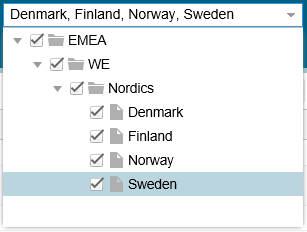 Denmark, Finland, Norway, Sweden
EMEA
WE
Nordics
Denmark
Finland
Norway
Sweden